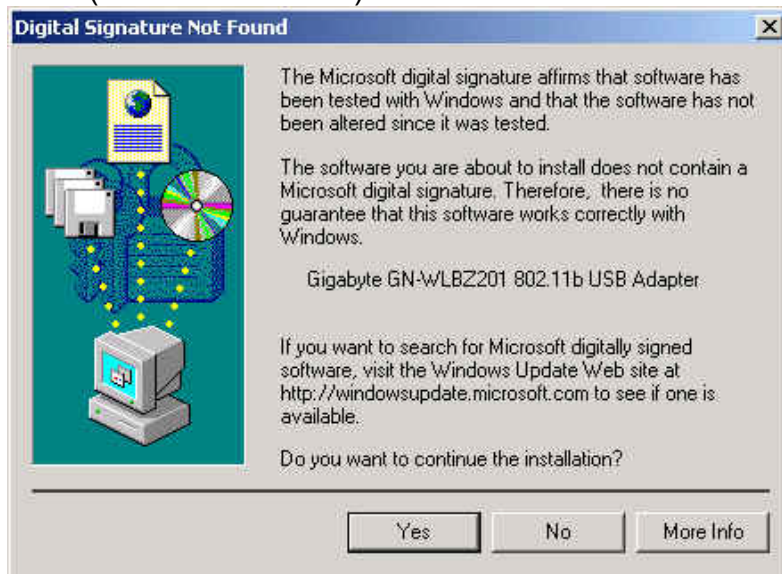 Digital Signature Not Found
The Microsoft digital signature affirms that software has
been tested with Windows and that the software has not
been altered since it was tested.
The software you are about to install does not contain a
Microsoft digital signature. Therefore, there is no
guarantee that this software works correctly with
Windows.
Gigabyte GN-WLBZ201 802.11b USB Adapter
If you want to search for Microsoft digitally signed
software, visit the Windows Update Web site at
http://windowsupdate.microsoft.com to see if one is
available.
Do you want to continue the installation?
Yes
No
More Info